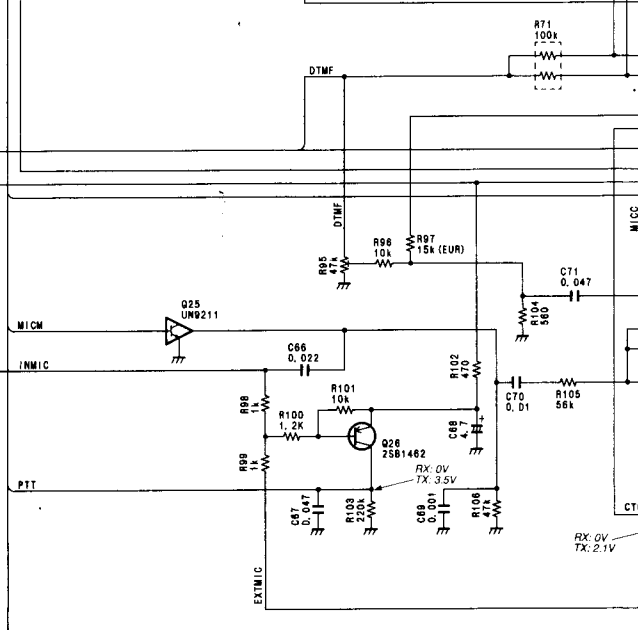 R71
100k
DTMF
DTMF
MICC
R97
15k (EUR)
R96
10k
R95
47k
C71
0.047
R104
560
Q25
UN9211
MICM
C66
0.022
INMIC
R102
470
R101
10k
C70
0.01
R105
56k
R98
1k
R100
1.2K
C68
4.7
+
Q26
2SB1462
R99
1k
RX: 0V
TX: 3.5V
PTT
C67
0.047
R103
220k
C69
0.001
R106
47k
RX: 0V
TX: 2.1V
EXTMIC